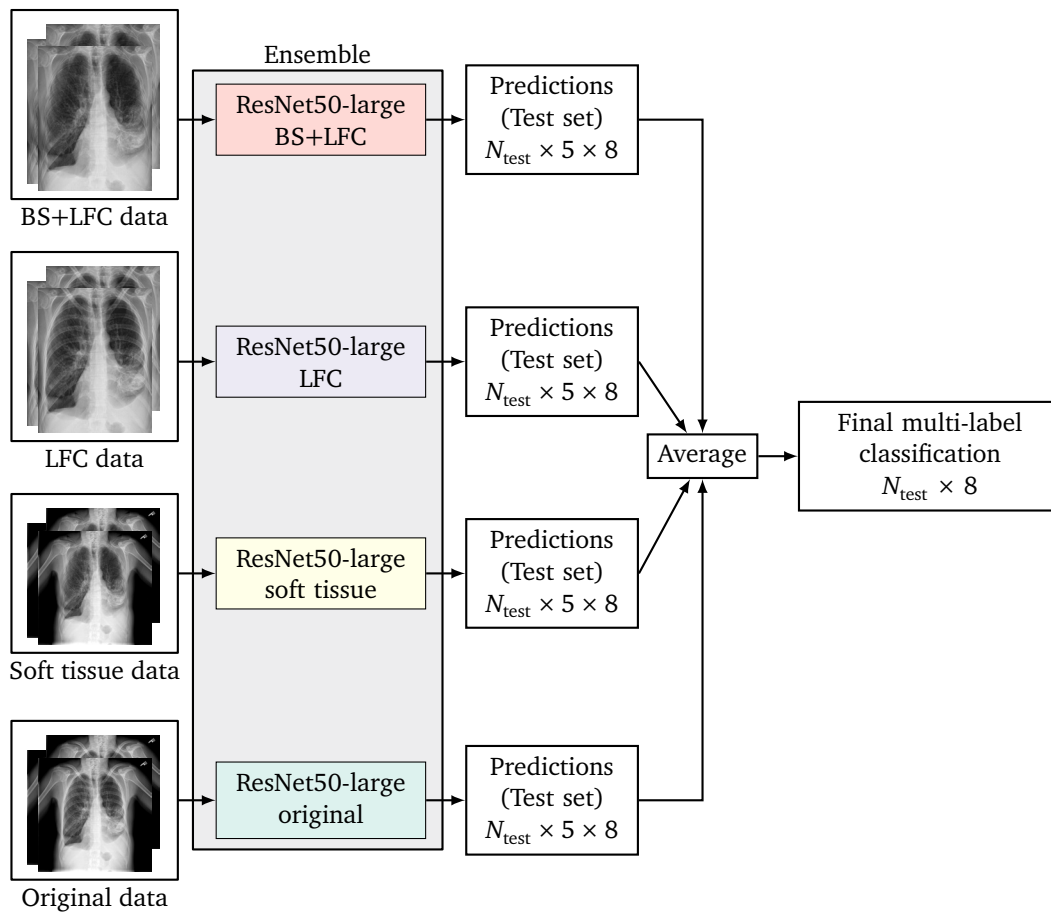 Ensemble
ResNet50-large
BS+LFC
Predictions
(Test set)
N_test × 5 × 8
BS+LFC data
ResNet50-large
LFC
Predictions
(Test set)
N_test × 5 × 8
LFC data
Average
Final multi-label
classification
N_test × 8
ResNet50-large
soft tissue
Predictions
(Test set)
N_test × 5 × 8
Soft tissue data
ResNet50-large
original
Predictions
(Test set)
N_test × 5 × 8
Original data